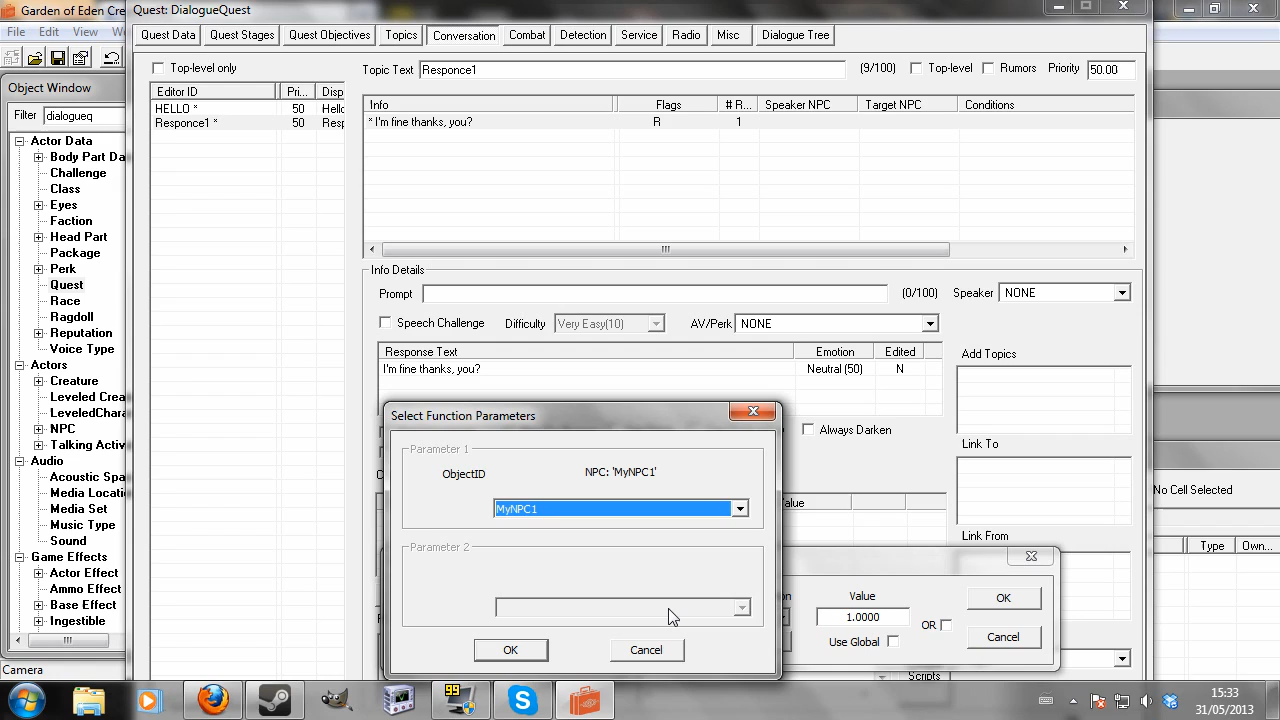 Garden of Eden Cre
Quest: DialogueQuest
File Edit View
Quest Data Quest Stages Quest Objectives Topics Conversation Combat Detection Service Radio Misc Dialogue Tree
Top-level only
Topic Text Responce1 (9/100) Top-level Rumors Priority 50.00
Object Window
Filter dialogueq
Editor ID Pri... Disp
HELLO * 50 Hello
Responce1 * 50 Resp
Info Flags # R... Speaker NPC Target NPC Conditions
* I'm fine thanks, you? R 1
Actor Data
Body Part Da
Challenge
Class
Eyes
Faction
Head Part
Package
Perk
Quest
Race
Ragdoll
Reputation
Voice Type
Actors
Creature
Leveled Crea
LeveledChara
NPC
Talking Activ
Audio
Acoustic Spa
Media Locati
Media Set
Music Type
Sound
Game Effects
Actor Effect
Ammo Effect
Base Effect
Ingestible
Info Details
Prompt (0/100) Speaker NONE
Speech Challenge Difficulty Very Easy(10) AV/Perk NONE
Response Text Emotion Edited
I'm fine thanks, you? Neutral (50) N
Add Topics
Always Darken
Link To
Link From
Select Function Parameters
Parameter 1
ObjectID NPC: 'MyNPC1'
MyNPC1
Parameter 2
OK Cancel
Value
1.0000
OR
Use Global
OK
Cancel
Scripts
No Cell Selected
Type Own...
Camera
99
15:33
31/05/2013